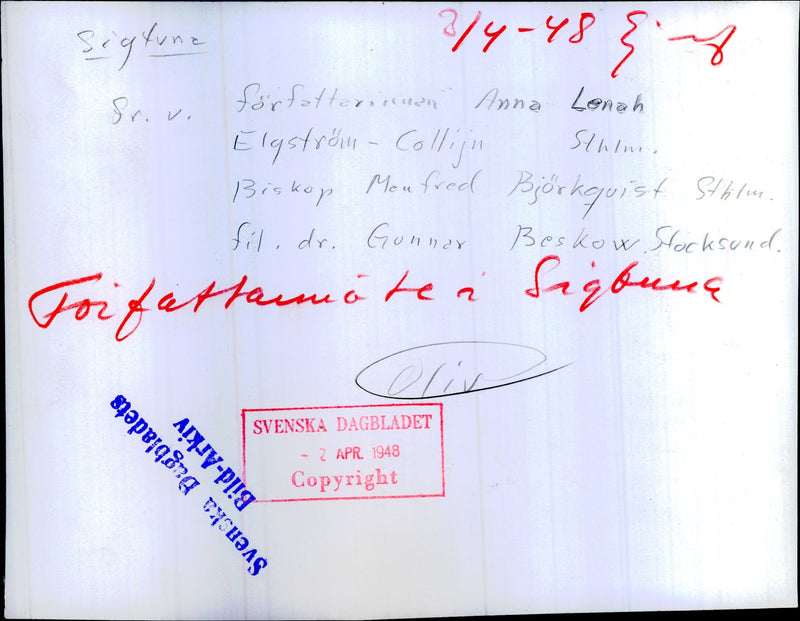 Sigtuna
3/4-48
Fr. v. författarinnan Anna Lenah
Elgström-Collijn Sthlm.
Biskop Manfred Björkquist Sthlm.
fil. dr. Gunnar Beskow. Stocksund.
Författarmöte i Sigtuna
Oliv
SVENSKA DAGBLADET
- 2 APR. 1948
Copyright
Svenska Dagbladets
Bild-Arkiv